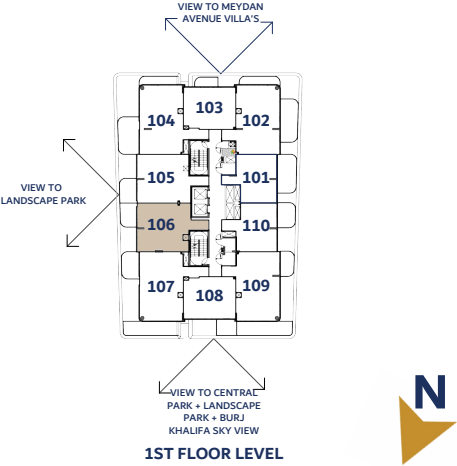 VIEW TO MEYDAN
AVENUE VILLA'S
103
104
102
105
101
VIEW TO
LANDSCAPE PARK
106
110
107
109
108
VIEW TO CENTRAL
PARK + LANDSCAPE
PARK + BURJ
KHALIFA SKY VIEW
N
1ST FLOOR LEVEL